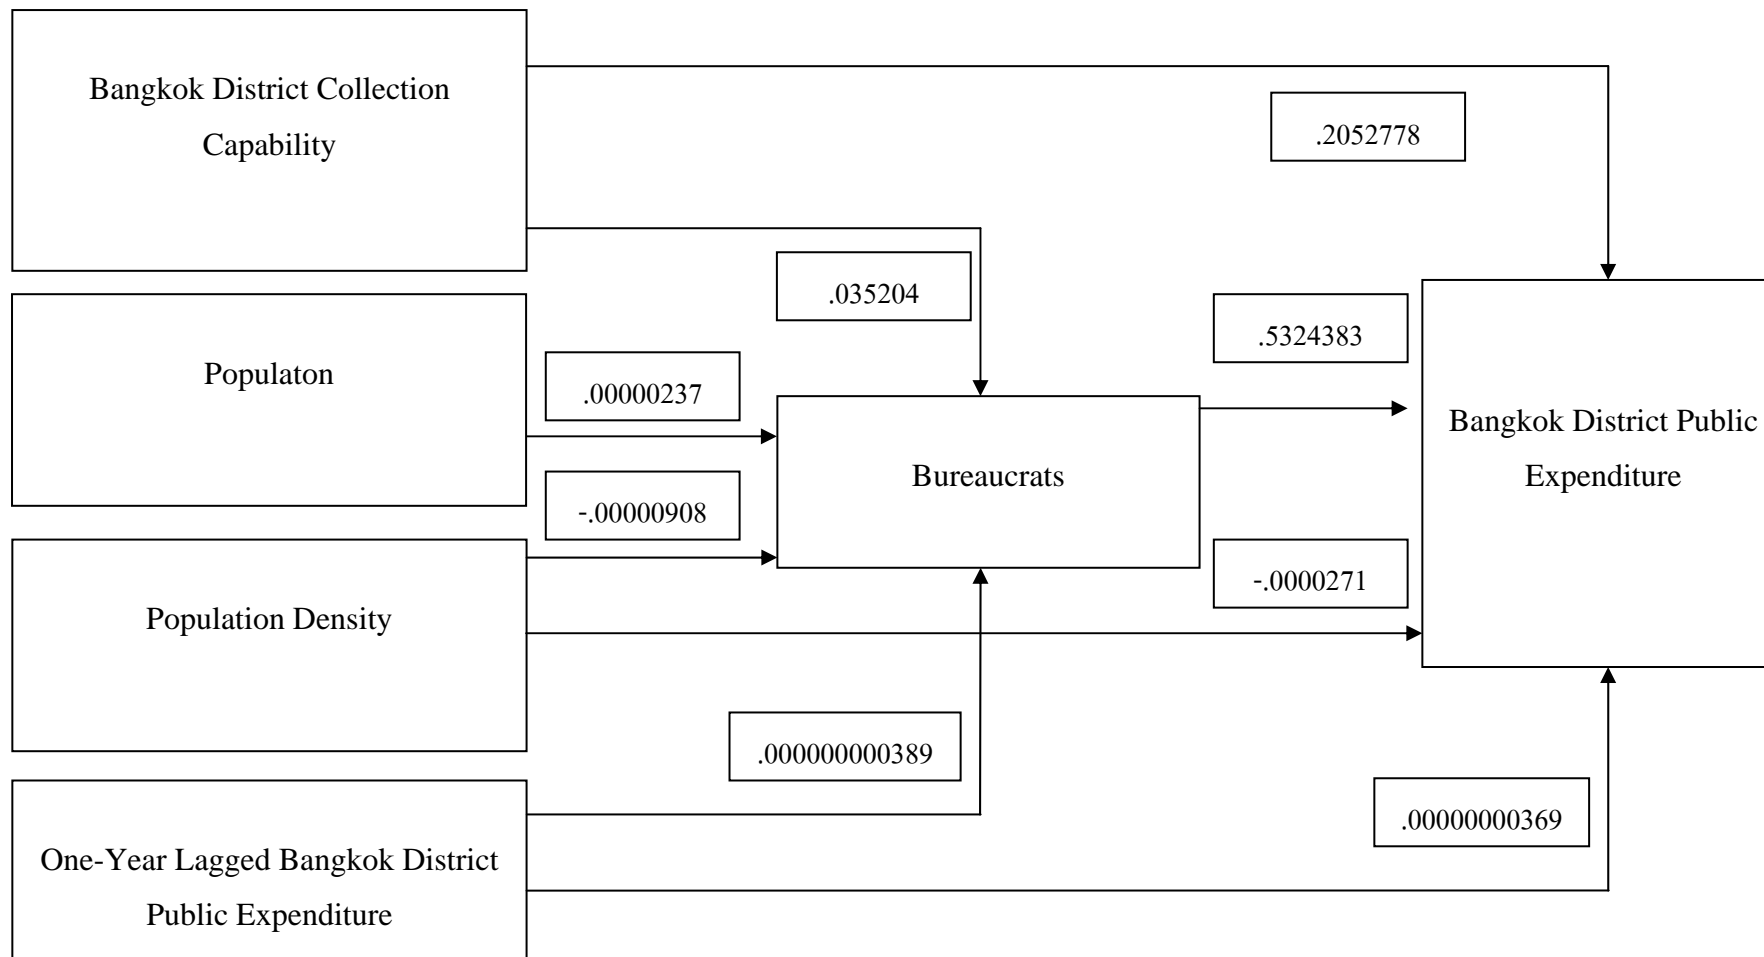 Bangkok District Collection
Capability
.2052778
.035204
.5324383
Populaton
.00000237
Bangkok District Public
Expenditure
Bureaucrats
-.00000908
-.0000271
Population Density
.000000000389
.00000000369
One-Year Lagged Bangkok District
Public Expenditure